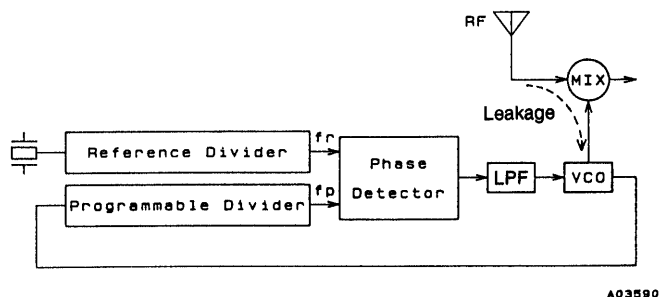 RF
MIX
Leakage
Reference Divider
fr
Phase
Detector
LPF
VCO
Programmable Divider
fp
A03590